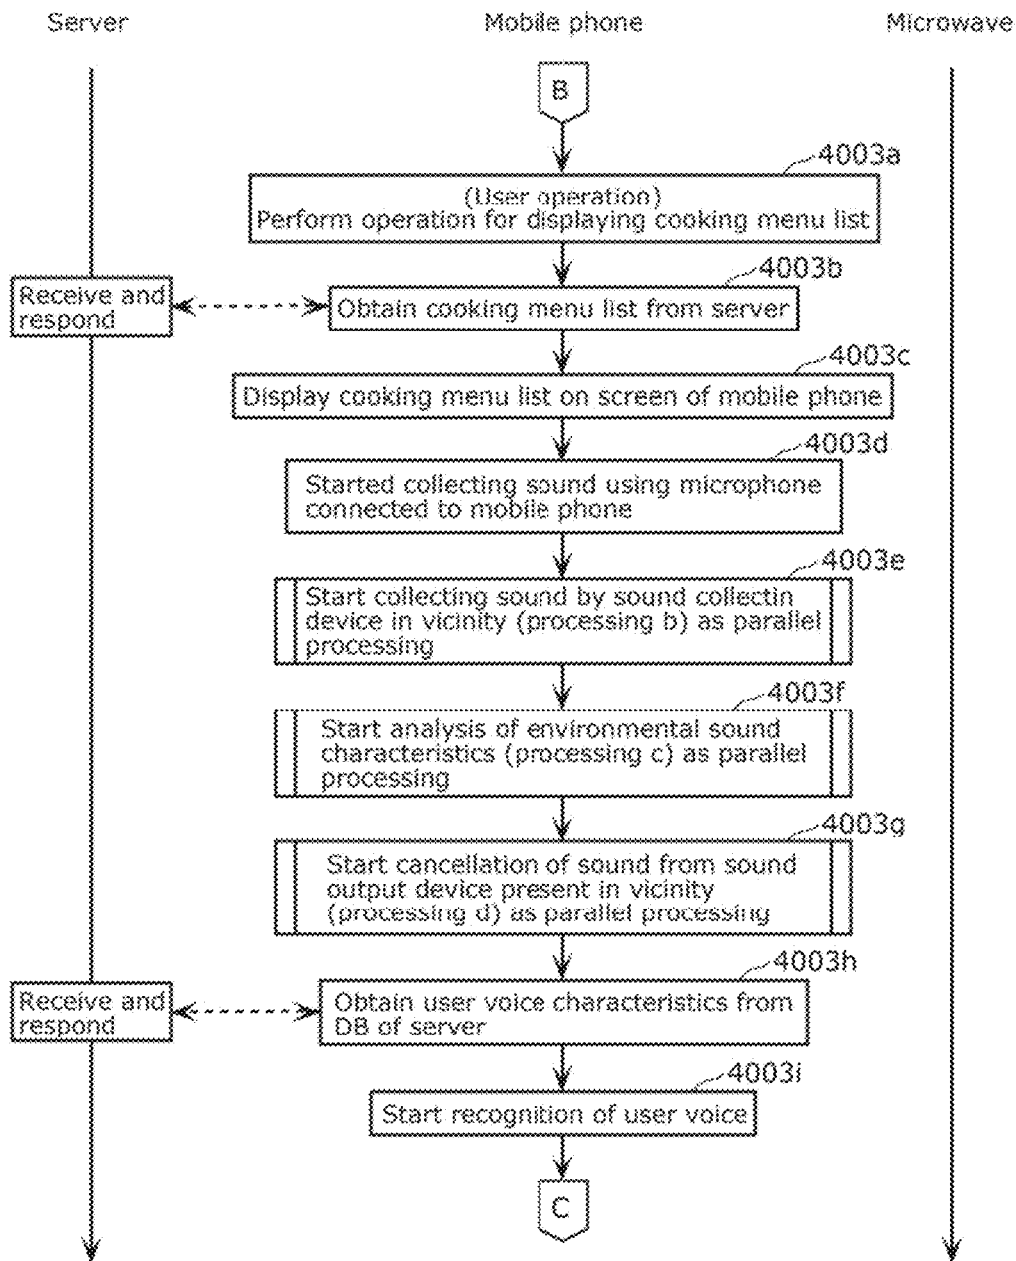 Server
Mobile phone
Microwave
B
4003a
(User operation)
Perform operation for displaying cooking menu list
4003b
Receive and
respond
Obtain cooking menu list from server
4003c
Display cooking menu list on screen of mobile phone
4003d
Started collecting sound using microphone
connected to mobile phone
4003e
Start collecting sound by sound collectin
device in vicinity (processing b) as parallel
processing
4003f
Start analysis of environmental sound
characteristics (processing c) as parallel
processing
4003g
Start cancellation of sound from sound
output device present in vicinity
(processing d) as parallel processing
4003h
Receive and
respond
Obtain user voice characteristics from
DB of server
4003i
Start recognition of user voice
C